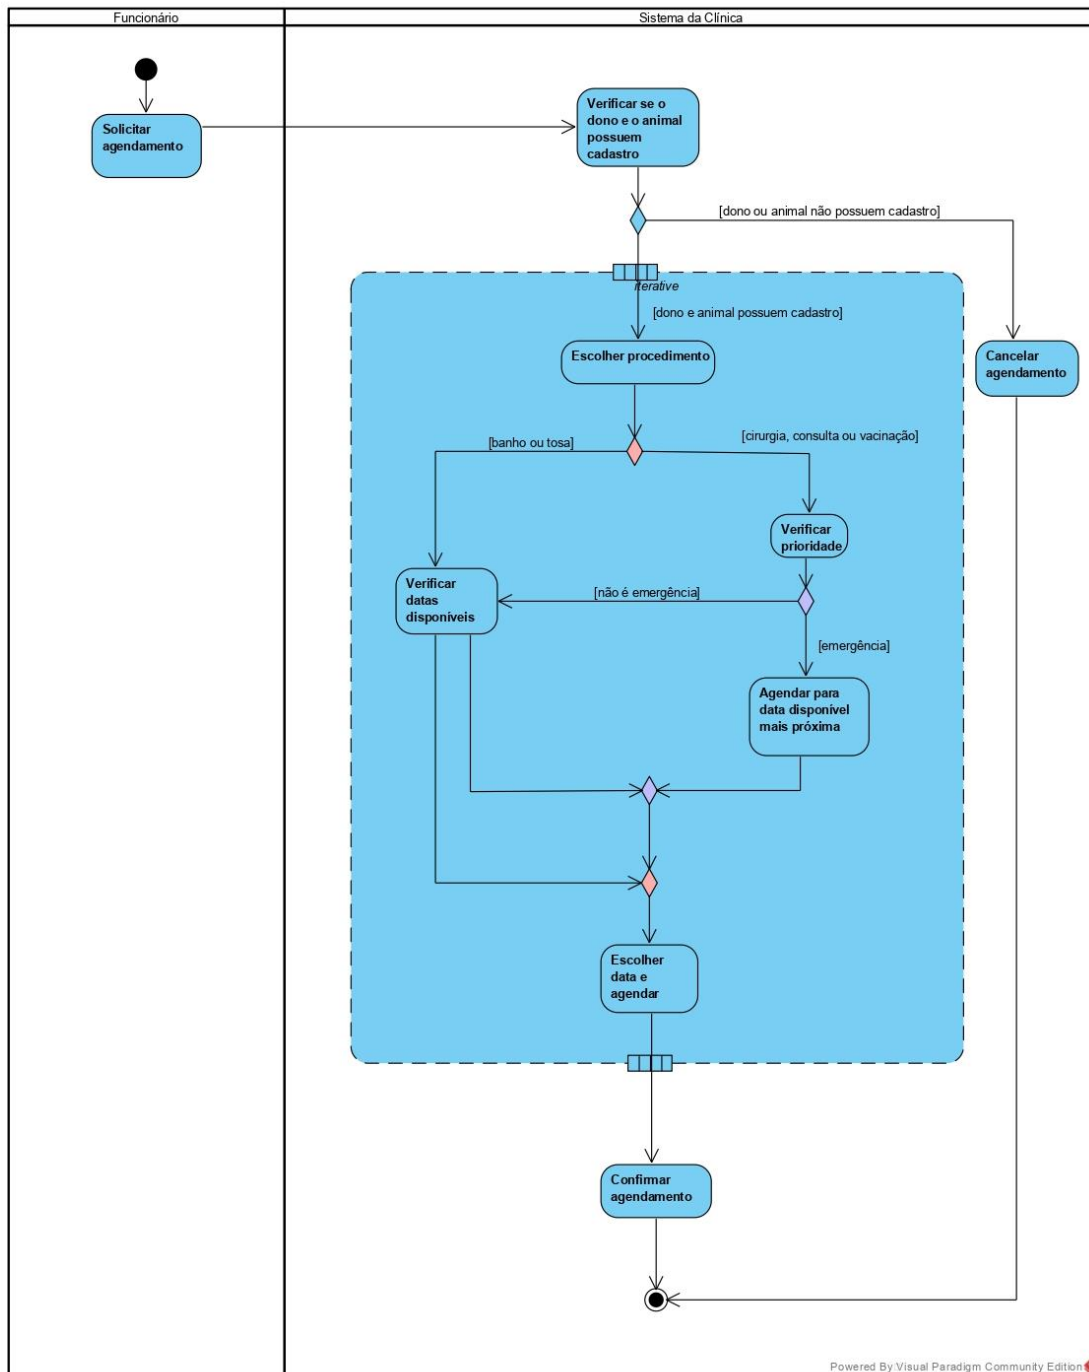 Funcionário
Sistema da Clínica
Solicitar
agendamento
Verificar se o
dono e o animal
possuem
cadastro
[dono ou animal não possuem cadastro]
iterative
[dono e animal possuem cadastro]
Escolher procedimento
Cancelar
agendamento
[banho ou tosa]
[cirurgia, consulta ou vacinação]
Verificar
prioridade
Verificar
datas
disponíveis
[não é emergência]
[emergência]
Agendar para
data disponível
mais próxima
Escolher
data e
agendar
Confirmar
agendamento
Powered By Visual Paradigm Community Edition